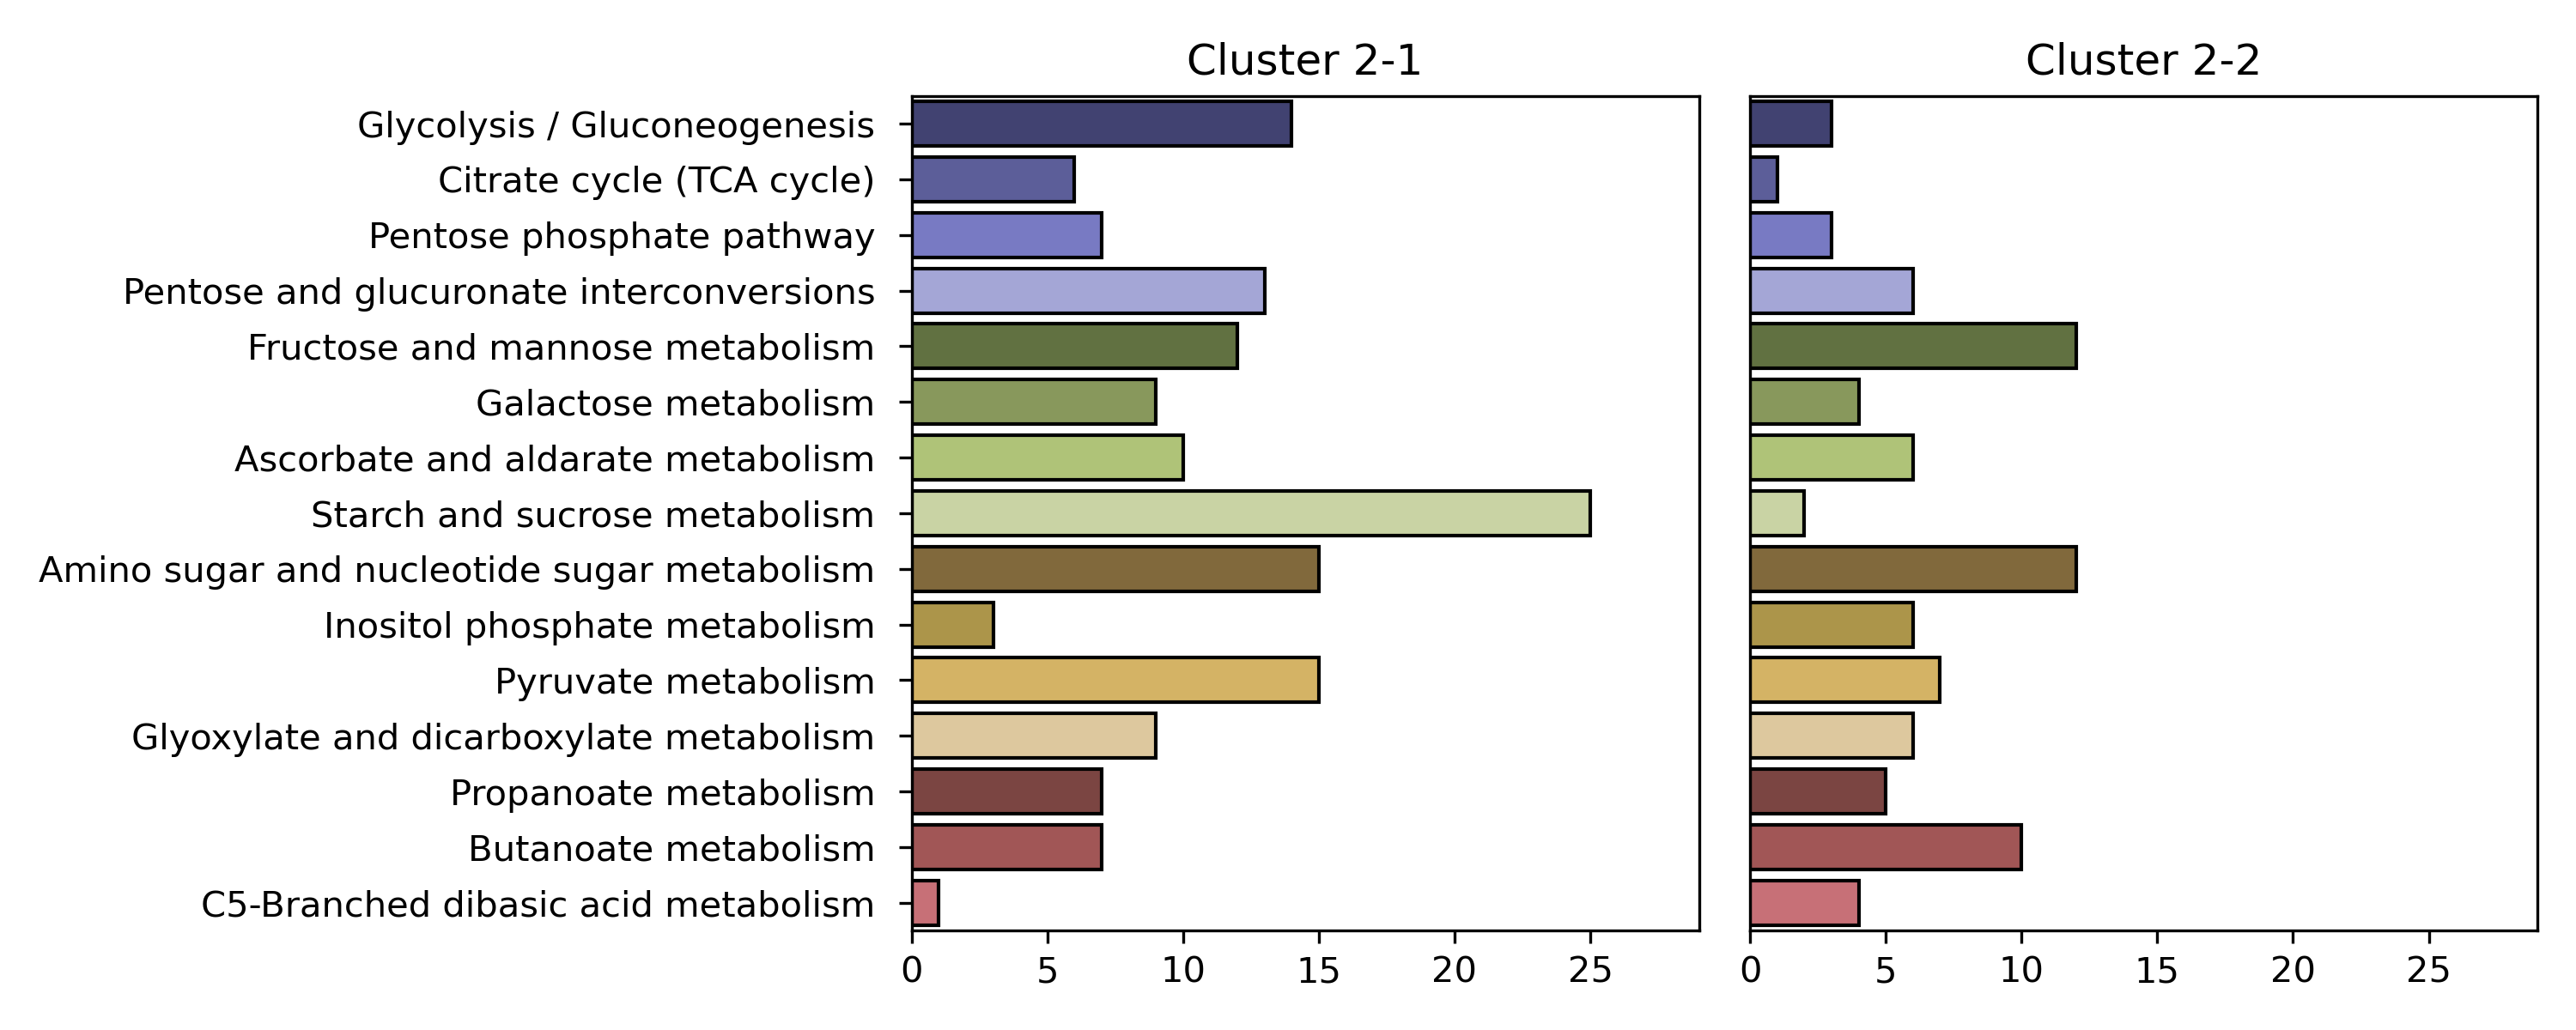 Cluster 2-1
Cluster 2-2
Glycolysis / Gluconeogenesis
Citrate cycle (TCA cycle)
Pentose phosphate pathway
Pentose and glucuronate interconversions
Fructose and mannose metabolism
Galactose metabolism
Ascorbate and aldarate metabolism
Starch and sucrose metabolism
Amino sugar and nucleotide sugar metabolism
Inositol phosphate metabolism
Pyruvate metabolism
Glyoxylate and dicarboxylate metabolism
Propanoate metabolism
Butanoate metabolism
C5-Branched dibasic acid metabolism
0 5 10 15 20 25
0 5 10 15 20 25